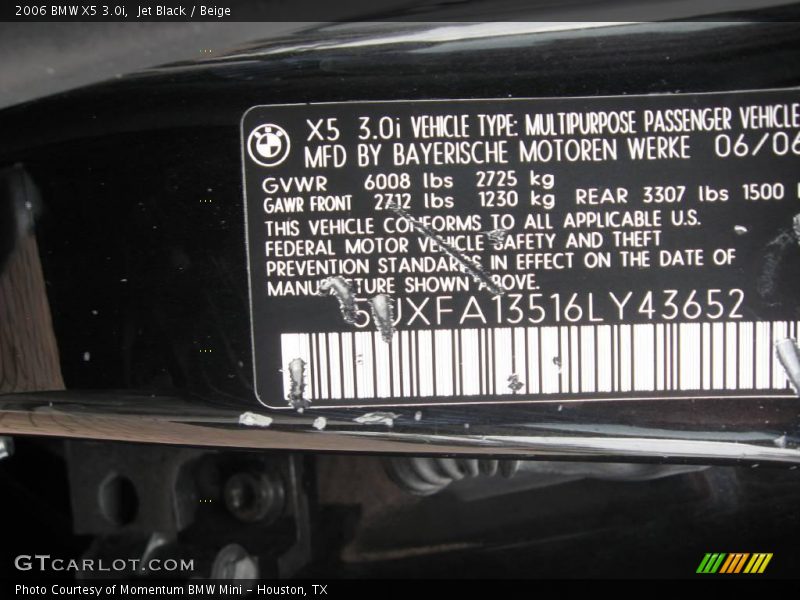 2006 BMW X5 3.0i, Jet Black / Beige
X5 3.0i VEHICLE TYPE: MULTIPURPOSE PASSENGER VEHICLE
MFD BY BAYERISCHE MOTOREN WERKE 06/06
GVWR 6008 lbs 2725 kg
GAWR FRONT 2712 lbs 1230 kg REAR 3307 lbs 1500
THIS VEHICLE CONFORMS TO ALL APPLICABLE U.S.
FEDERAL MOTOR VEHICLE SAFETY AND THEFT
PREVENTION STANDARDS IN EFFECT ON THE DATE OF
MANUFACTURE SHOWN ABOVE.
5UXFA13516LY43652
GTCARLOT.COM
Photo Courtesy of Momentum BMW Mini - Houston, TX